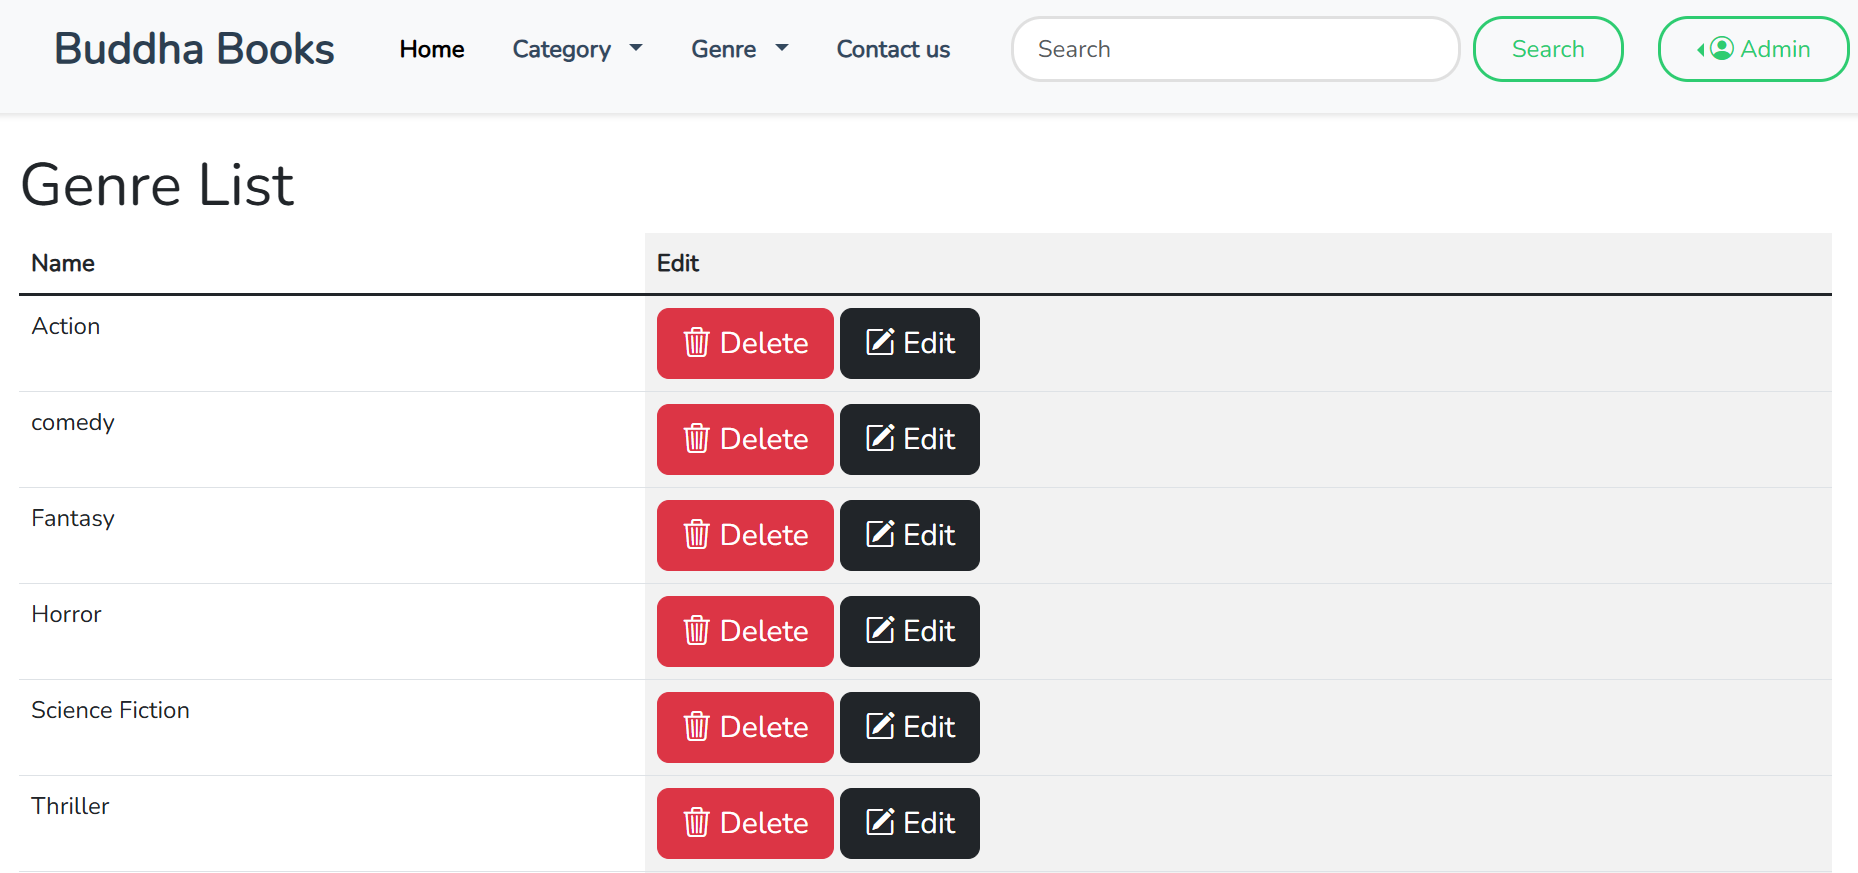 Buddha Books Home Category Genre Contact us Search Search Admin
Genre List
Name Edit
Action Delete Edit
comedy Delete Edit
Fantasy Delete Edit
Horror Delete Edit
Science Fiction Delete Edit
Thriller Delete Edit